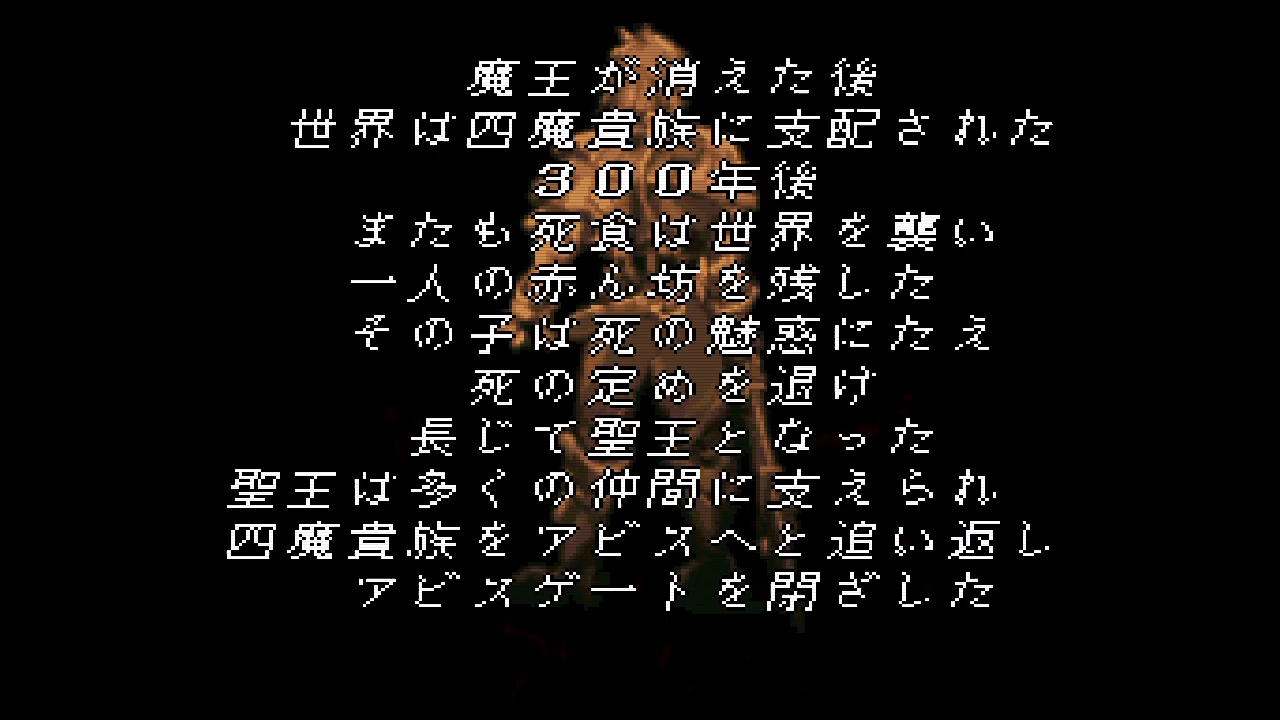 魔王が消えた後
世界は四魔貴族に支配された
300年後
またも死食は世界を襲い
一人の赤ん坊を残した
その子は死の魅惑にたえ
死の定めを退け
長じて聖王となった
聖王は多くの仲間に支えられ
四魔貴族をアビスへと追い返し
アビスゲートを閉ざした